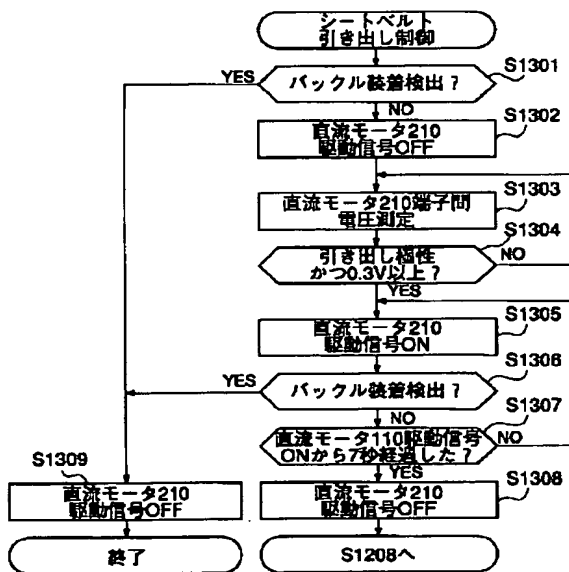 シートベルト
引き出し制御
S1301
YES
バックル装着検出？
NO
S1302
直流モータ210
駆動信号OFF
S1303
直流モータ210端子間
電圧測定
S1304
引き出し極性
かつ0.3V以上？
NO
YES
S1305
直流モータ210
駆動信号ON
S1306
YES
バックル装着検出？
NO
S1307
直流モータ110駆動信号
ONから7秒経過した？
NO
YES
S1309
直流モータ210
駆動信号OFF
S1308
直流モータ210
駆動信号OFF
終了
S1208へ